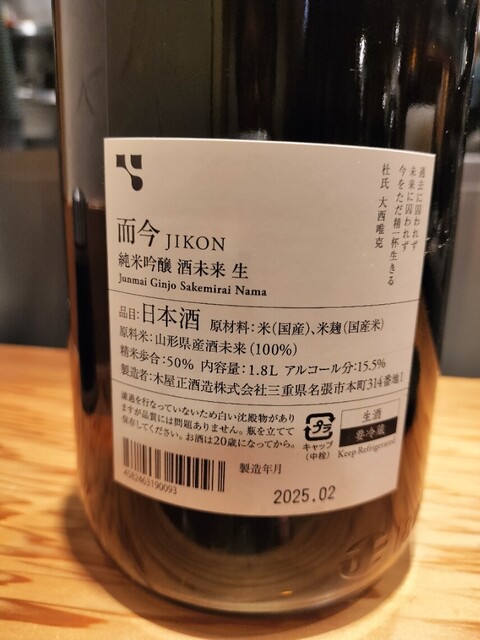 過去に囚われず
未来に囚われず
今をただ精一杯生きる
杜氏 大西唯克
而今 JIKON
純米吟醸 酒未来 生
Junmai Ginjo Sakemirai Nama
品目:日本酒 原材料:米(国産)、米麹(国産米)
原料米:山形県産酒未来(100%)
精米歩合:50% 内容量:1.8L アルコール分:15.5%
製造者:木屋正酒造株式会社三重県名張市本町314番地1
濾過を行なっていないため白い沈殿物があり
ますが品質には問題ありません。瓶を立てて
保存してください。お酒は20歳になってから。
プラ
キャップ
(中栓)
生酒
要冷蔵
Keep Refrigerated
4582463190093
製造年月
2025.02